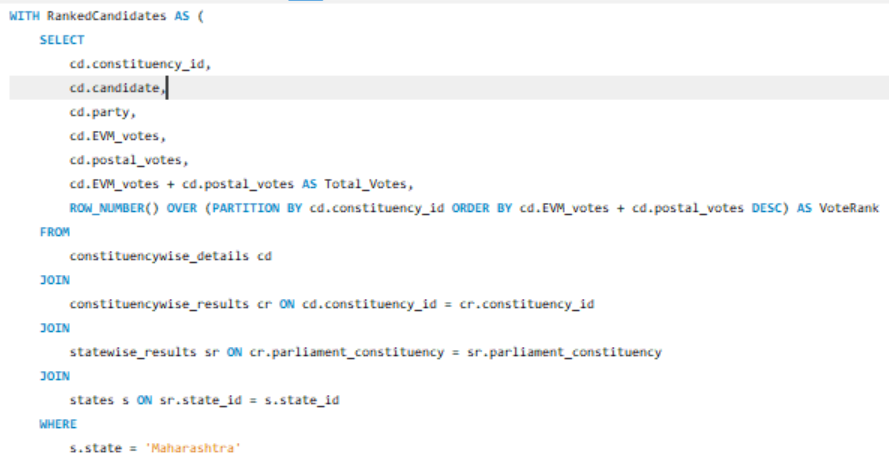 WITH RankedCandidates AS (
SELECT
cd.constituency_id,
cd.candidate,
cd.party,
cd.EVM_votes,
cd.postal_votes,
cd.EVM_votes + cd.postal_votes AS Total_Votes,
ROW_NUMBER() OVER (PARTITION BY cd.constituency_id ORDER BY cd.EVM_votes + cd.postal_votes DESC) AS VoteRank
FROM
constituencywise_details cd
JOIN
constituencywise_results cr ON cd.constituency_id = cr.constituency_id
JOIN
statewise_results sr ON cr.parliament_constituency = sr.parliament_constituency
JOIN
states s ON sr.state_id = s.state_id
WHERE
s.state = 'Maharashtra'